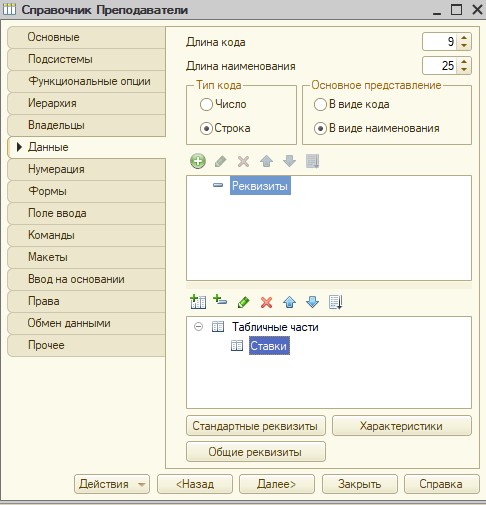 Справочник Преподаватели
Основные
Подсистемы
Функциональные опции
Иерархия
Владельцы
Данные
Нумерация
Формы
Поле ввода
Команды
Макеты
Ввод на основании
Права
Обмен данными
Прочее
Длина кода 9
Длина наименования 25
Тип кода
Число
Строка
Основное представление
В виде кода
В виде наименования
Реквизиты
Табличные части
Ставки
Стандартные реквизиты Характеристики
Общие реквизиты
Действия <Назад Далее> Закрыть Справка